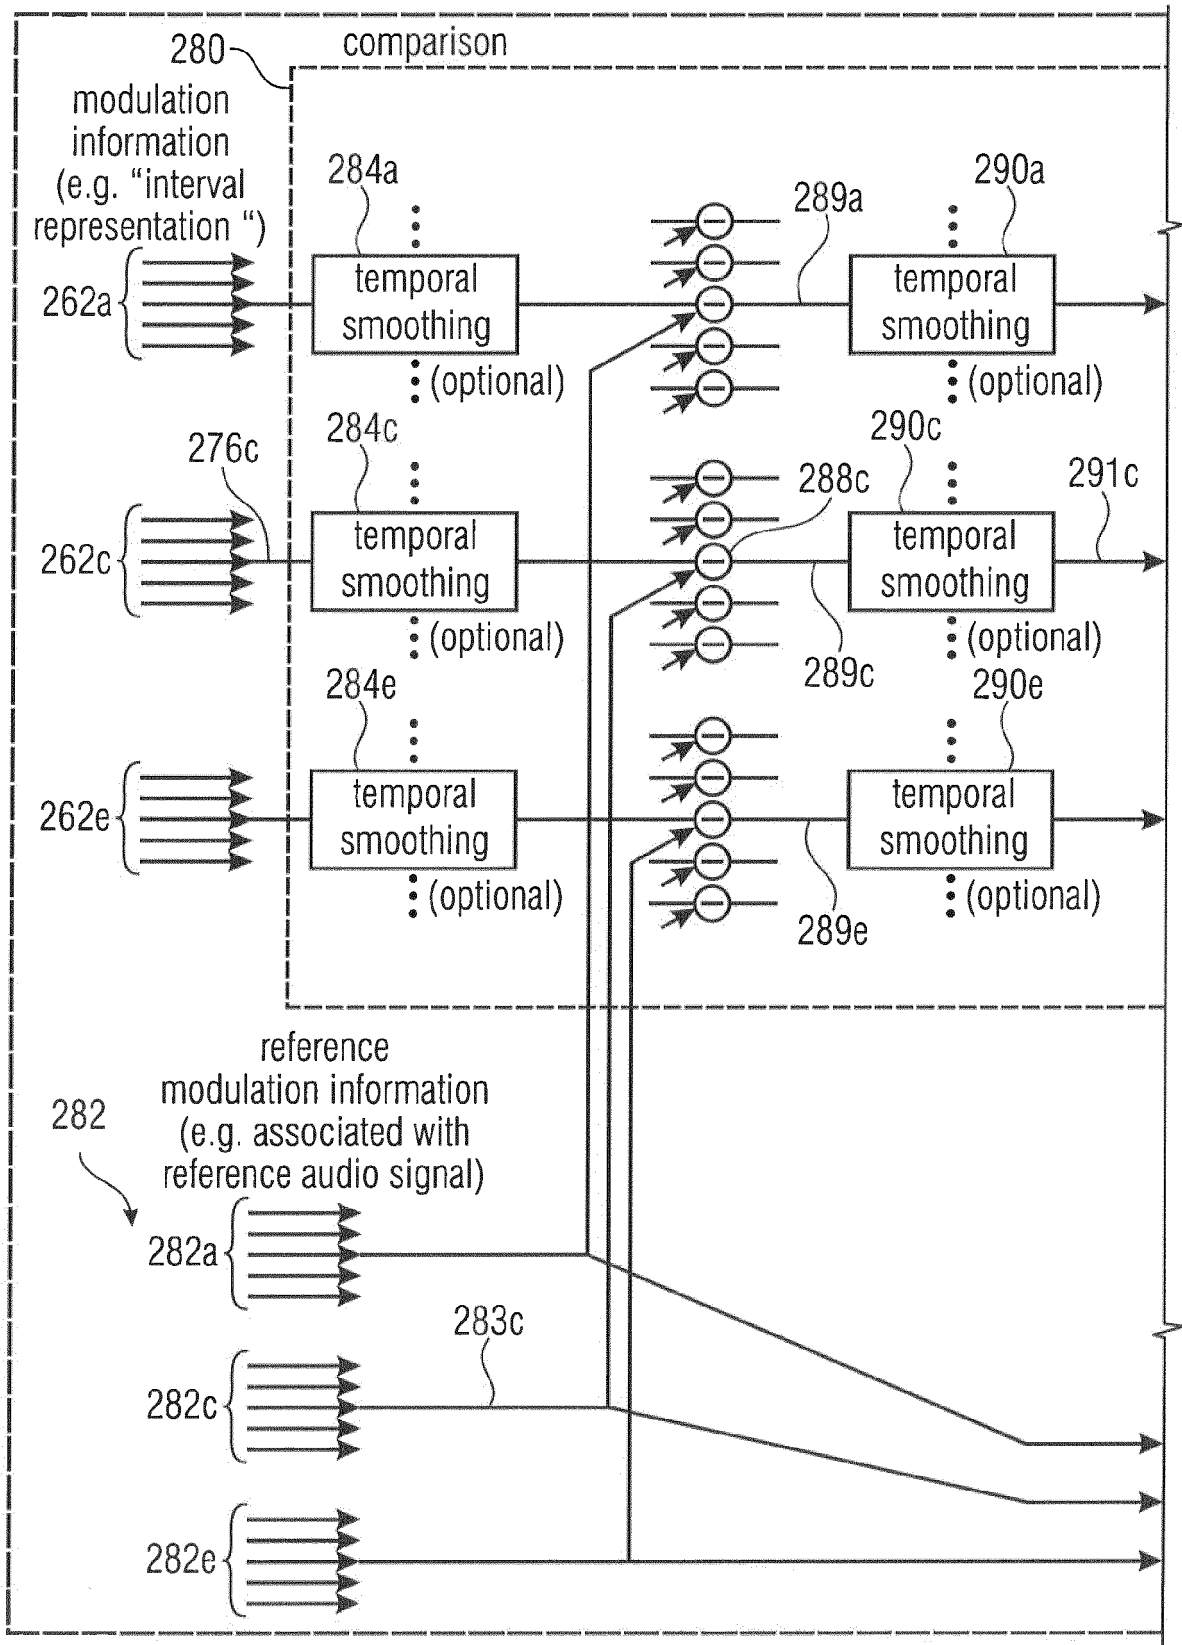 280
comparison
modulation
information
(e.g. “interval
representation “)
284a
289a
290a
262a
temporal
smoothing
temporal
smoothing
(optional)
(optional)
276c
284c
288c
290c
291c
262c
temporal
smoothing
temporal
smoothing
(optional)
(optional)
284e
289c
290e
262e
temporal
smoothing
temporal
smoothing
(optional)
(optional)
289e
reference
modulation information
(e.g. associated with
reference audio signal)
282
282a
283c
282c
282e